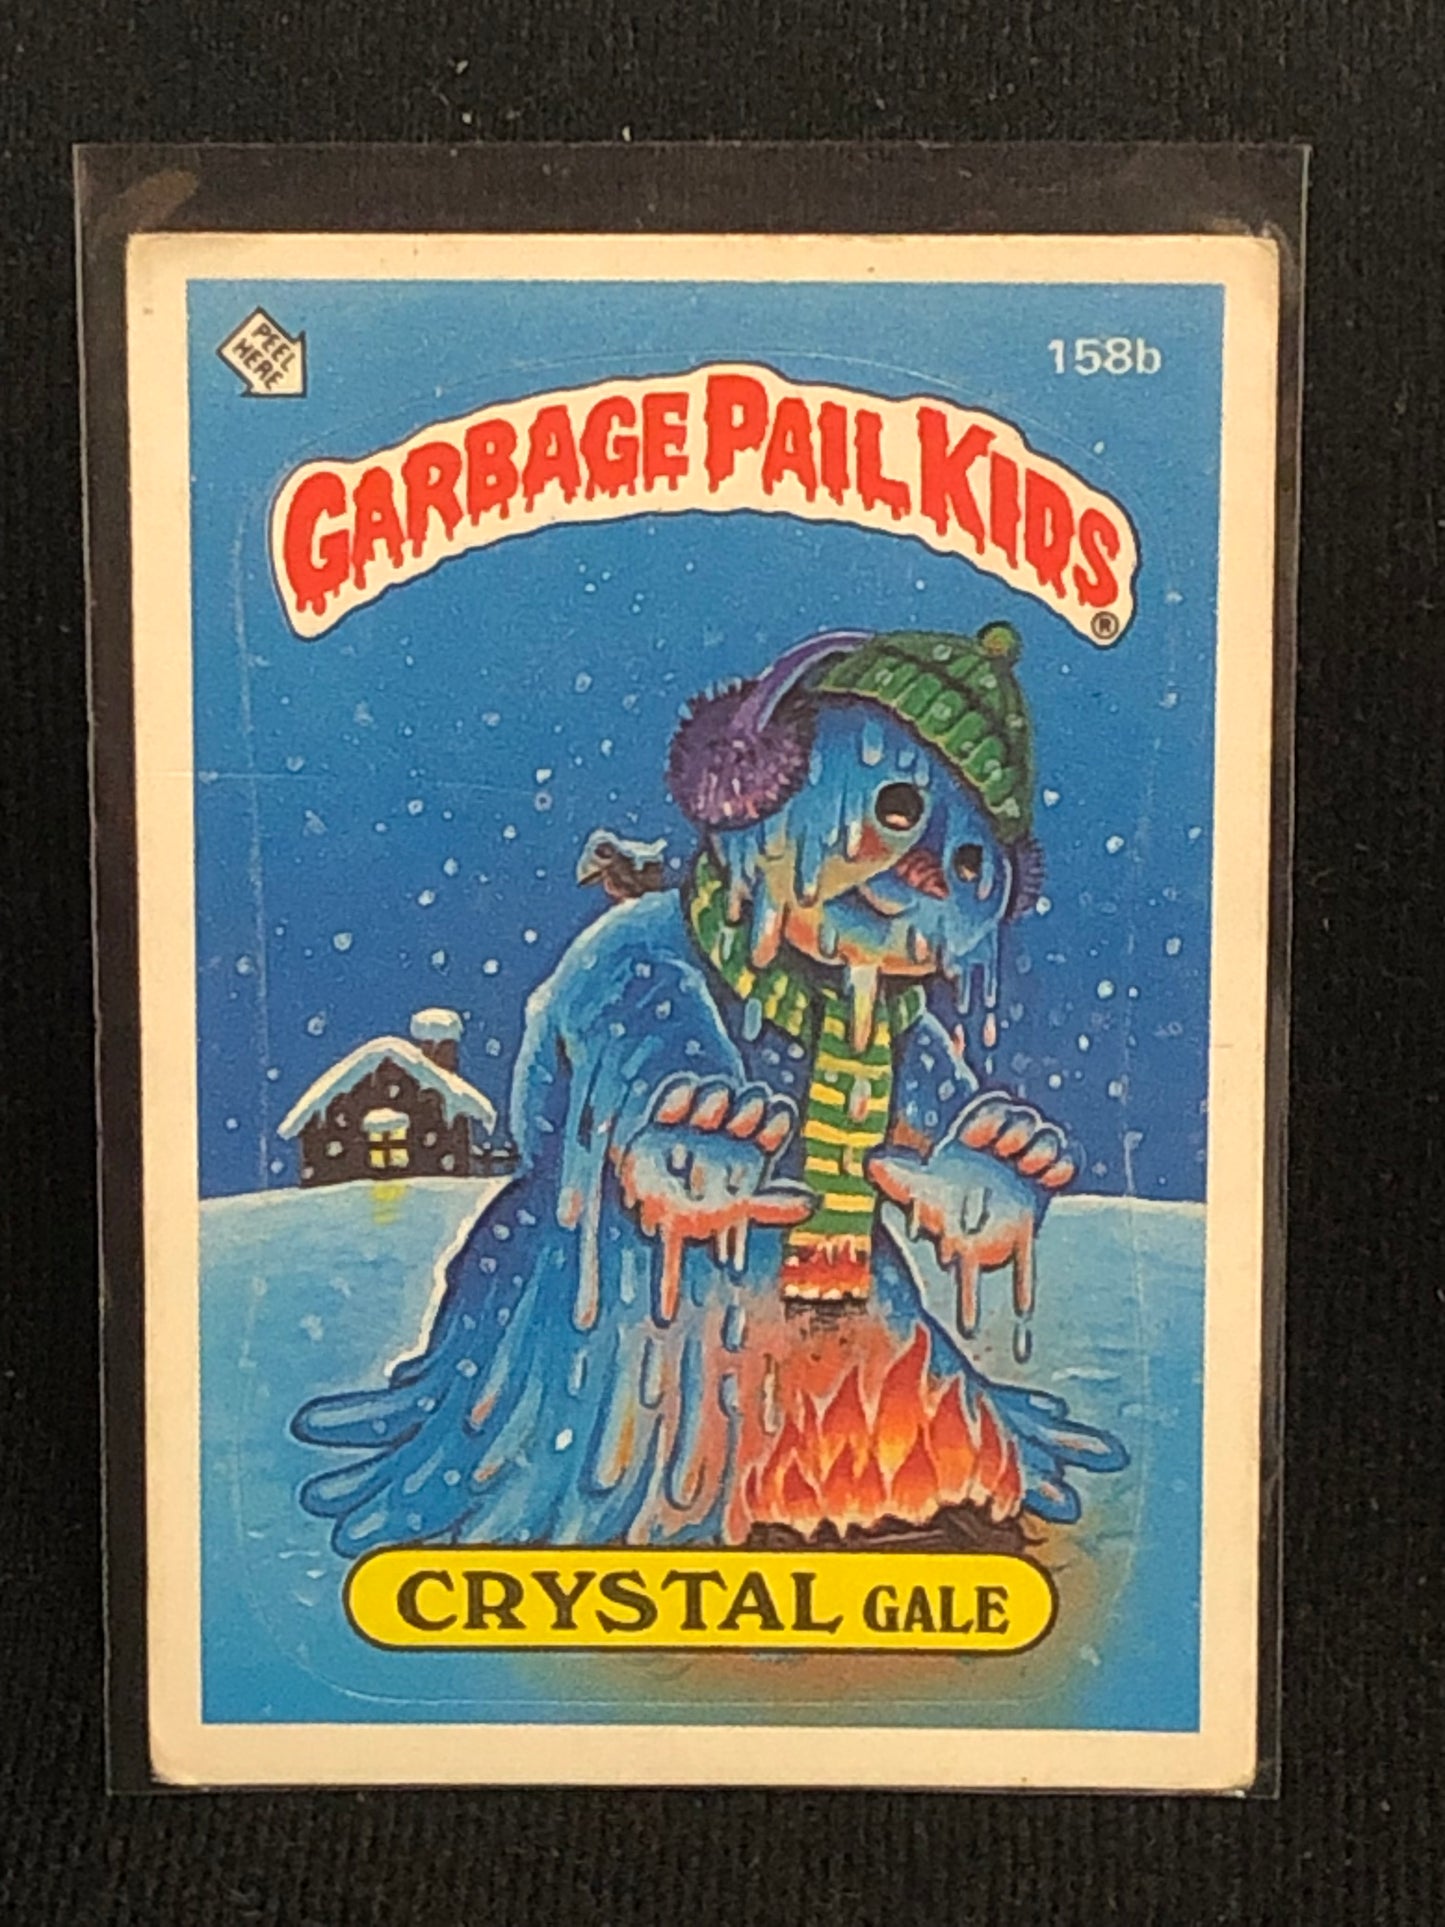 PEEL
HERE
158b
GARBAGE PAIL KIDS
®
CRYSTAL GALE